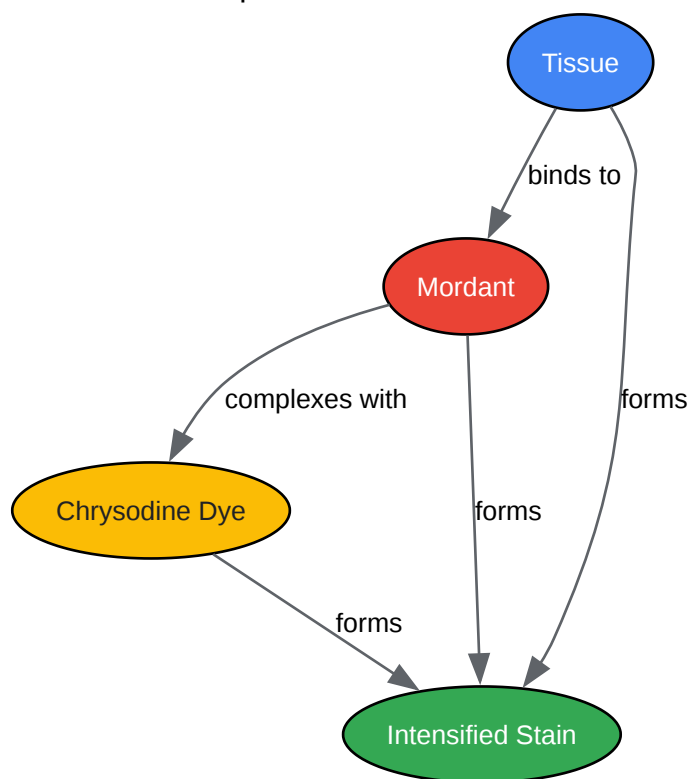 Tissue
binds to
Mordant
complexes with
forms
Chrysodine Dye
forms
forms
Intensified Stain